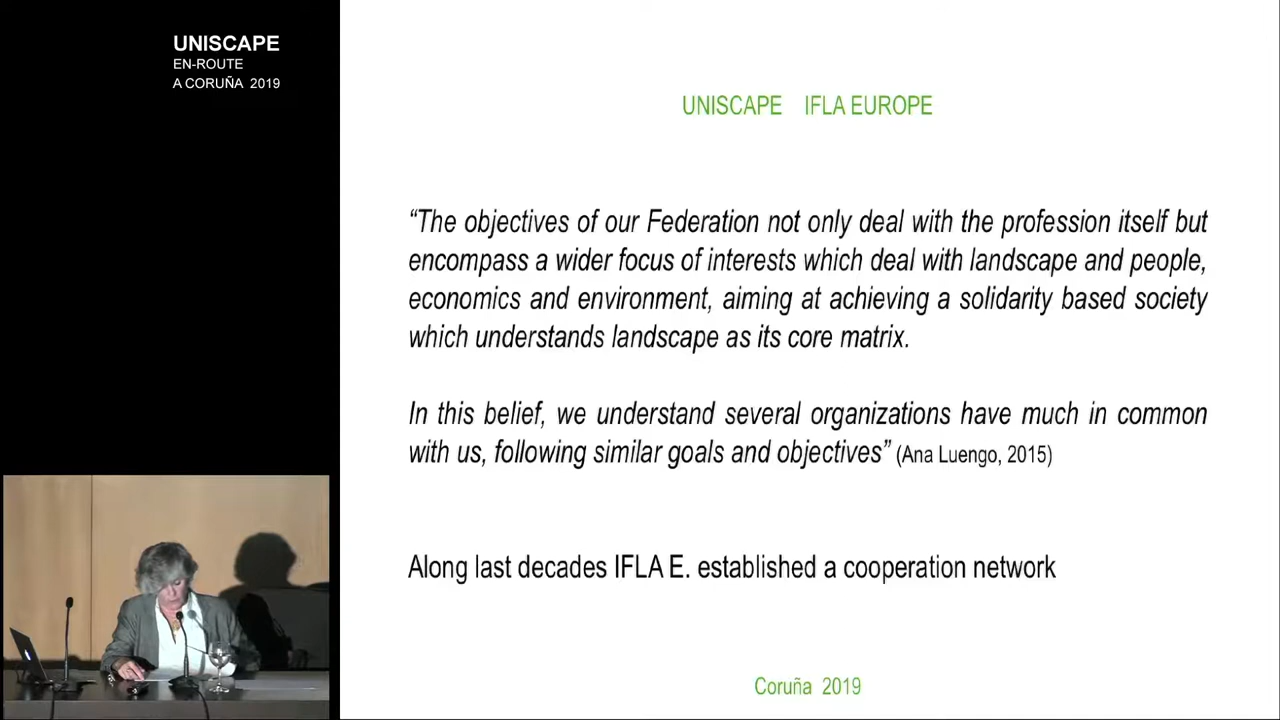 UNISCAPE
EN-ROUTE
A CORUÑA 2019
UNISCAPE IFLA EUROPE
“The objectives of our Federation not only deal with the profession itself but
encompass a wider focus of interests which deal with landscape and people,
economics and environment, aiming at achieving a solidarity based society
which understands landscape as its core matrix.
In this belief, we understand several organizations have much in common
with us, following similar goals and objectives” (Ana Luengo, 2015)
Along last decades IFLA E. established a cooperation network
Coruña 2019